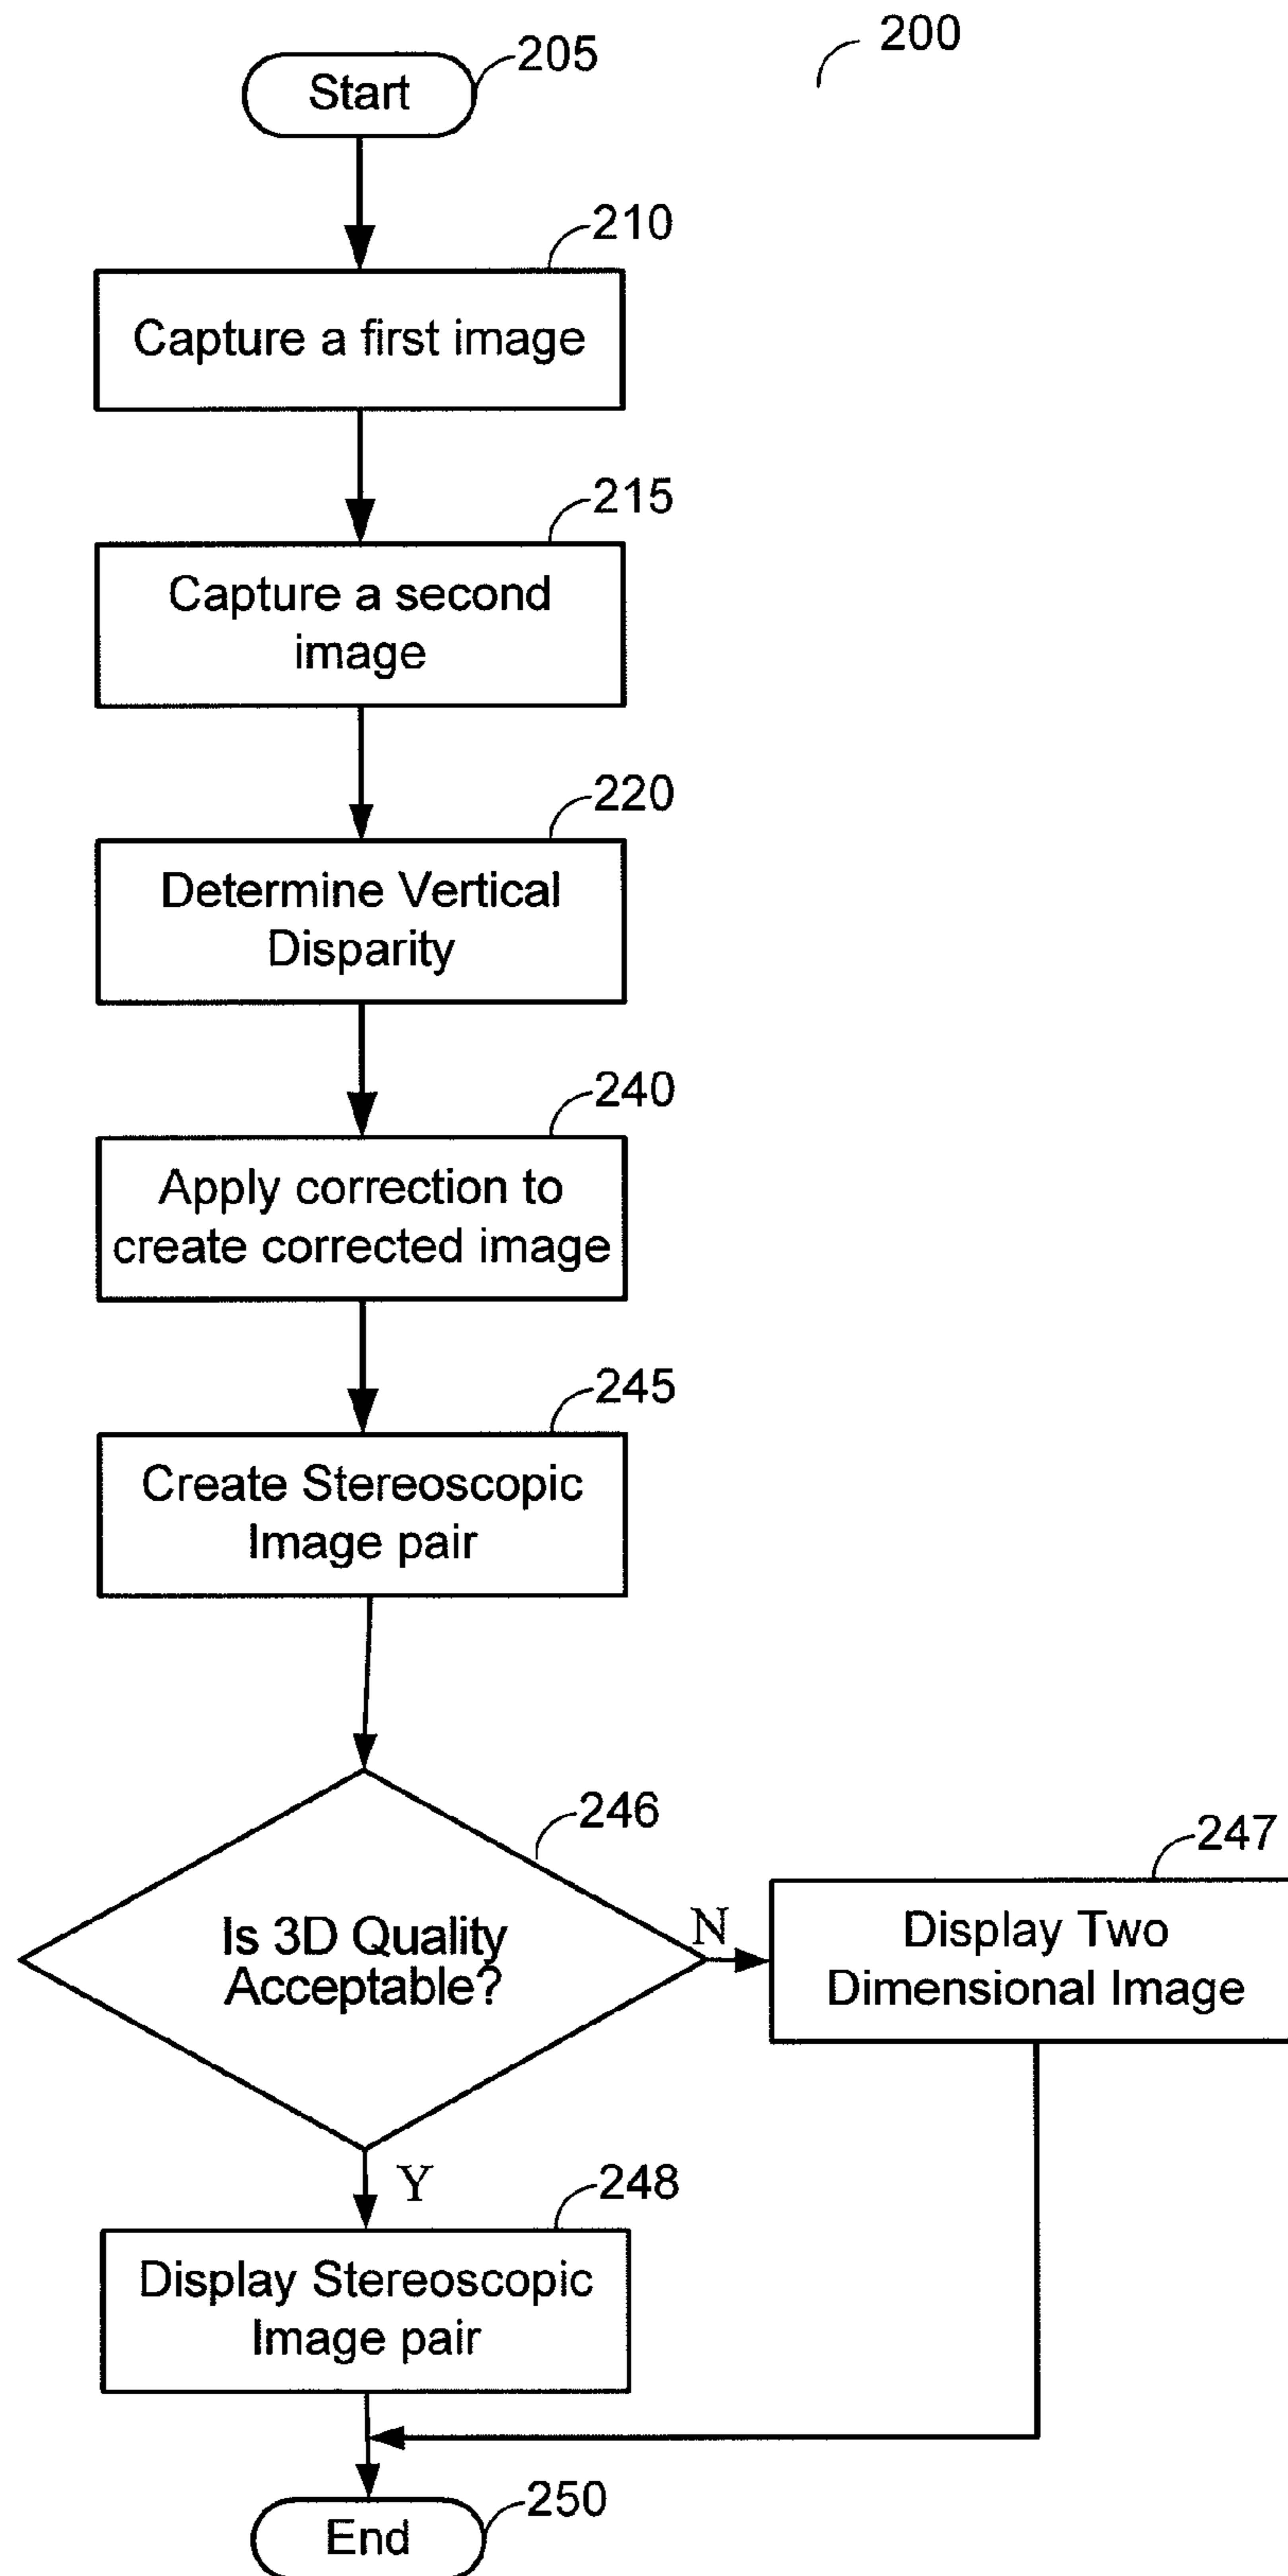 200
205
Start
210
Capture a first image
215
Capture a second
image
220
Determine Vertical
Disparity
240
Apply correction to
create corrected image
245
Create Stereoscopic
Image pair
246
Is 3D Quality
Acceptable?
N
247
Display Two
Dimensional Image
Y
248
Display Stereoscopic
Image pair
250
End